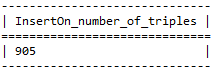 ---------------------------
| InsertOn_number_of_triples |
===========================
| 905 |
---------------------------